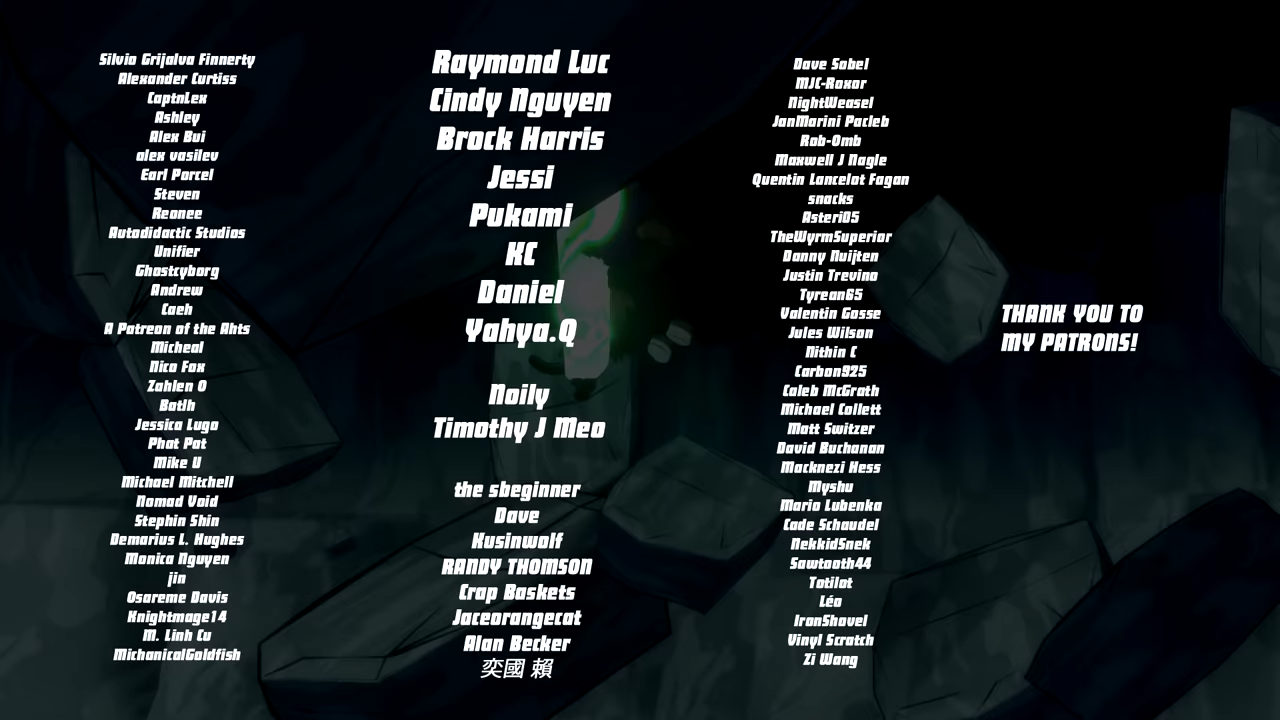 Silvio Grijalva Finnerty
Alexander Curtiss
CaptnLex
Ashley
Alex Bui
alex vasilev
Earl Parcel
Steven
Reanee
Autodidactic Studios
Unifier
Ghostcyborg
Andrew
Caeh
A Patreon of the Ahts
Micheal
Nico Fox
Zahlen O
Batlh
Jessica Lugo
Phat Pat
Mike U
Michael Mitchell
Nomad Void
Stephin Shin
Demarius L. Hughes
Monica Nguyen
jin
Osareme Davis
Knightmage14
M. Linh Cu
MichanicalGoldfish
Raymond Luc
Cindy Nguyen
Brock Harris
Jessi
Pukami
KC
Daniel
Yahya.Q
Noily
Timothy J Meo
the sbeginner
Dave
Kusinwolf
RANDY THOMSON
Crap Baskets
Jaceorangecat
Alan Becker
奕國 賴
Dave Sabel
MJC-Roxor
NightWeasel
JanMarini Pacleb
Rob-Omb
Maxwell J Nagle
Quentin Lancelot Fagan
snacks
Asteri05
TheWyrmSuperior
Danny Nuijten
Justin Trevino
Tyrean65
Valentin Gosse
Jules Wilson
Nithin C
Carbon925
Caleb McGrath
Michael Collett
Matt Switzer
David Buchanan
Macknezi Hess
Myshu
Mario Lubenka
Cade Schaudel
NekkidSnek
Sawtooth44
Totilot
Léo
IronShovel
Vinyl Scratch
Zi Wang
THANK YOU TO
MY PATRONS!